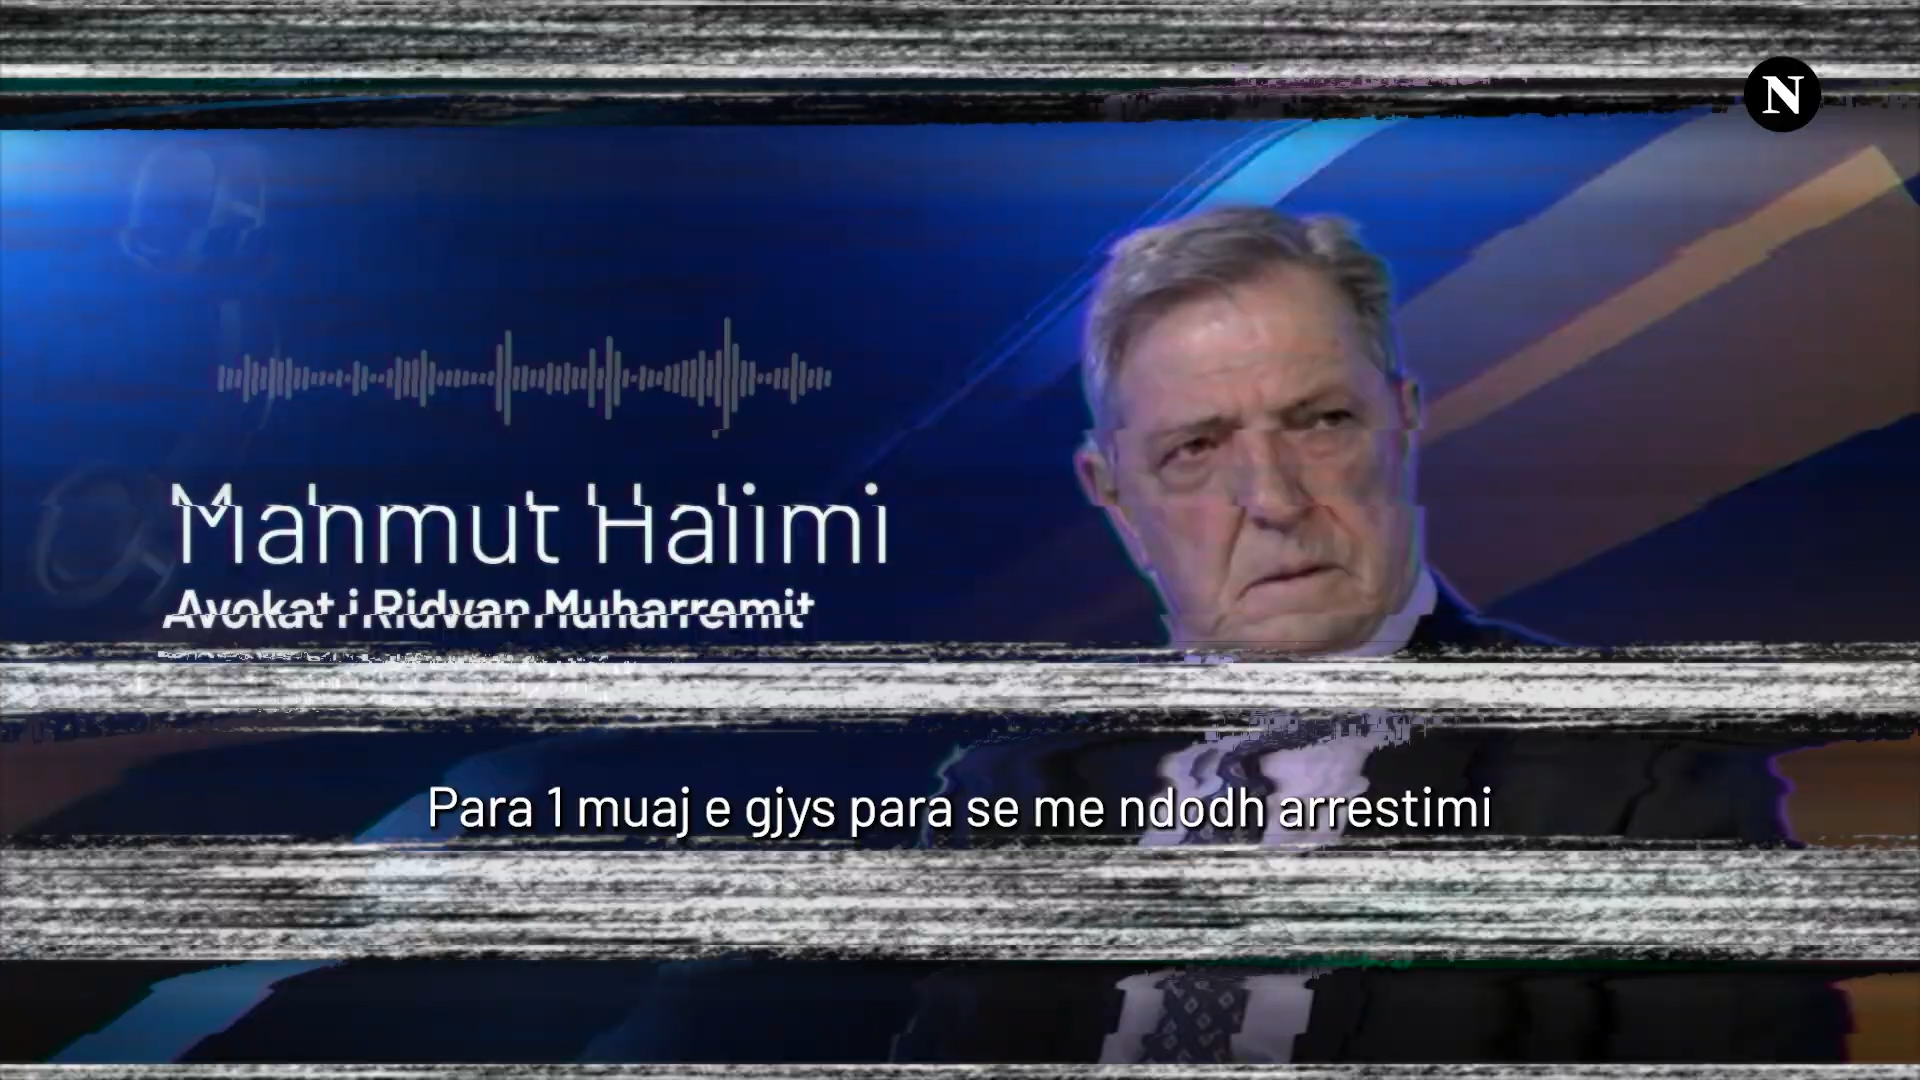 N
Mahmut Halimi
Avokat i Ridvan Muharremit
Para 1 muaj e gjys para se me ndodh arrestimi